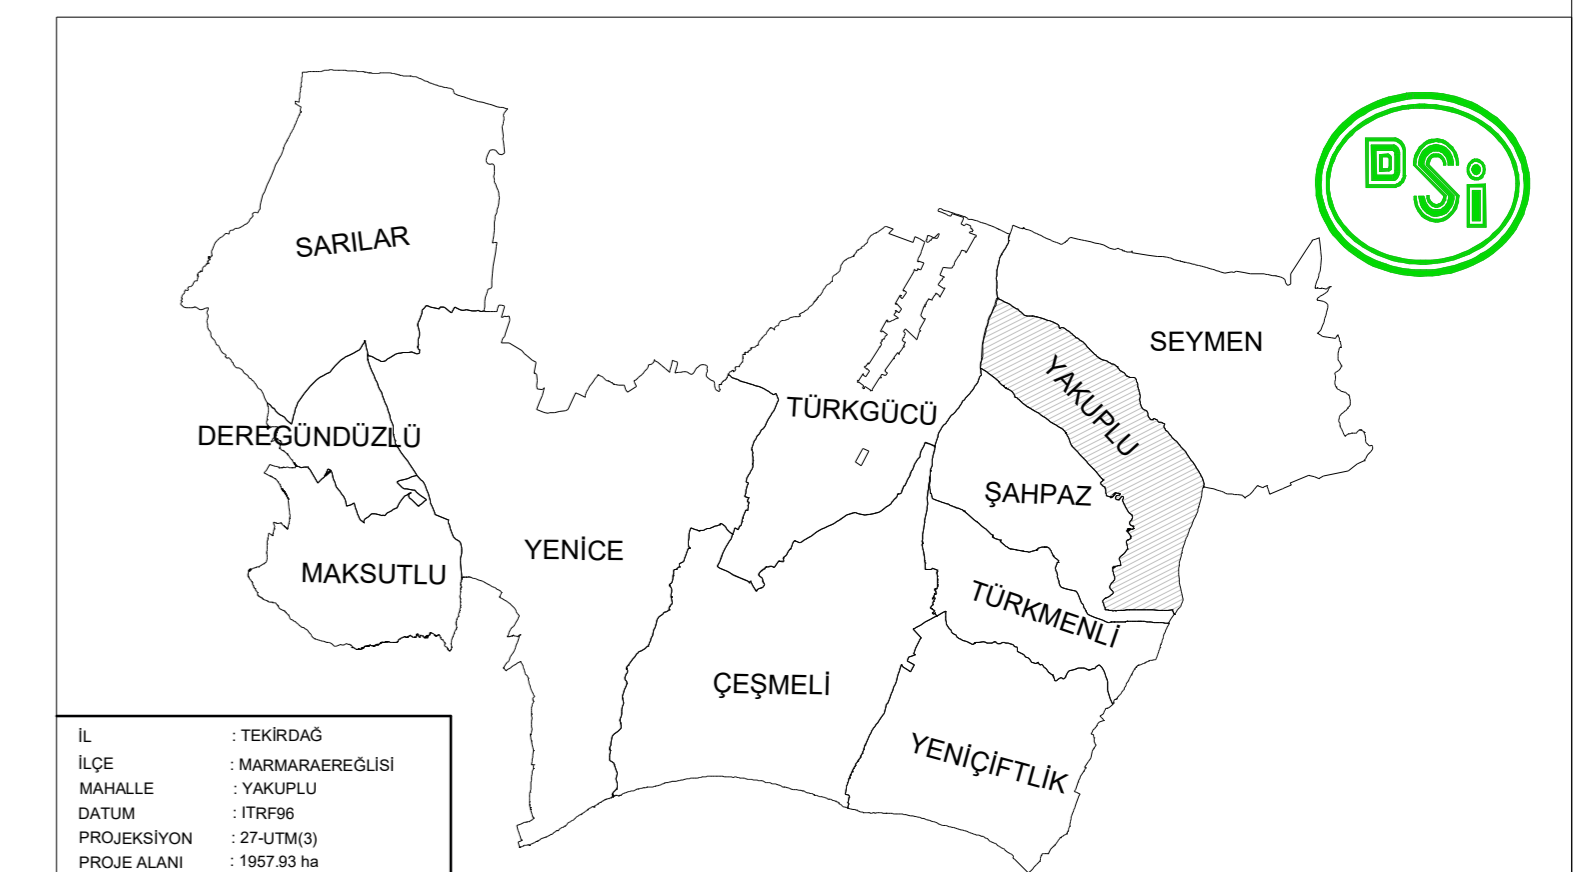 DSi
SARILAR
SEYMEN
YAKUPLU
TÜRKGÜCÜ
DEREGÜNDÜZLÜ
ŞAHPAZ
YENİCE
MAKSUTLU
TÜRKMENLİ
ÇEŞMELİ
YENİÇİFTLİK
İL : TEKİRDAĞ
İLÇE : MARMARAEREĞLİSİ
MAHALLE : YAKUPLU
DATUM : ITRF96
PROJEKSİYON : 27-UTM(3)
PROJE ALANI : 1957.93 ha